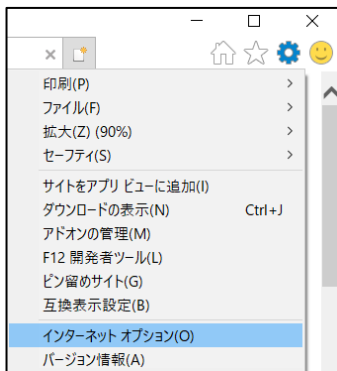 印刷(P)
ファイル(F)
拡大(Z) (90%)
セーフティ(S)
サイトをアプリ ビューに追加(I)
ダウンロードの表示(N) Ctrl+J
アドオンの管理(M)
F12 開発者ツール(L)
ピン留めサイト(G)
互換表示設定(B)
インターネット オプション(O)
バージョン情報(A)